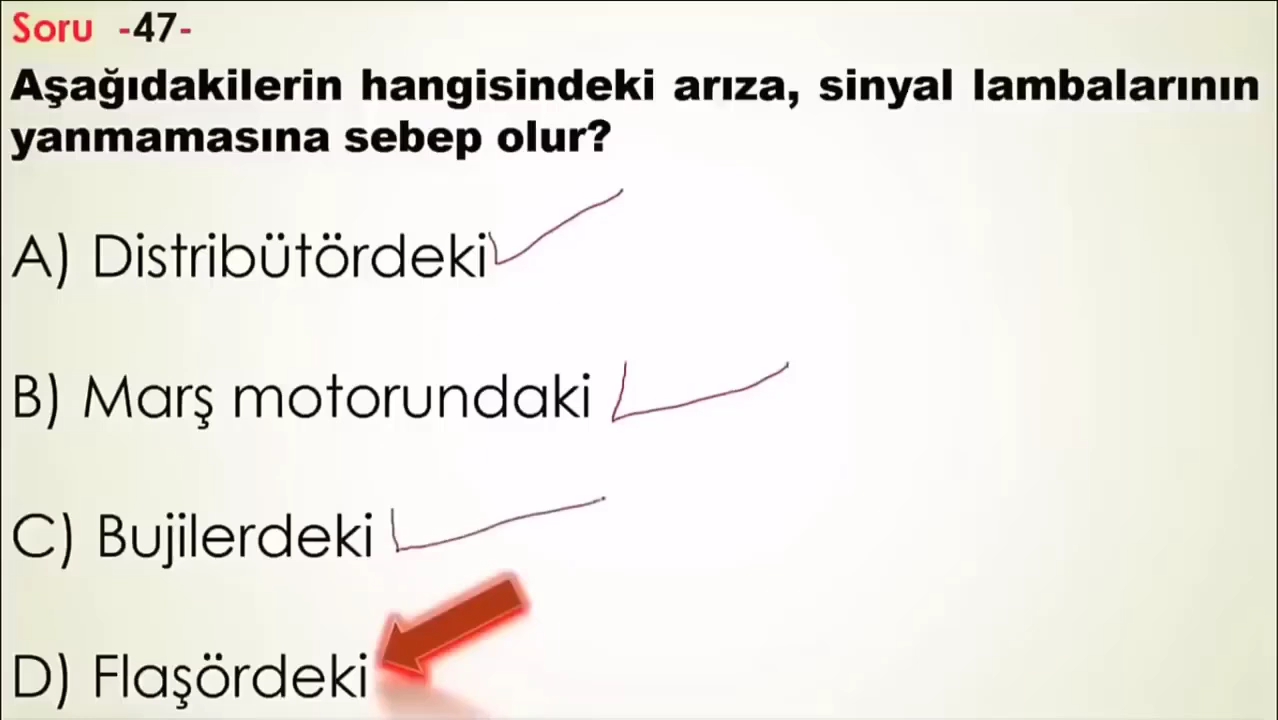 Soru -47-
Aşağıdakilerin hangisindeki arıza, sinyal lambalarının
yanmamasına sebep olur?
A) Distribütördeki
B) Marş motorundaki
C) Bujilerdeki
D) Flaşördeki